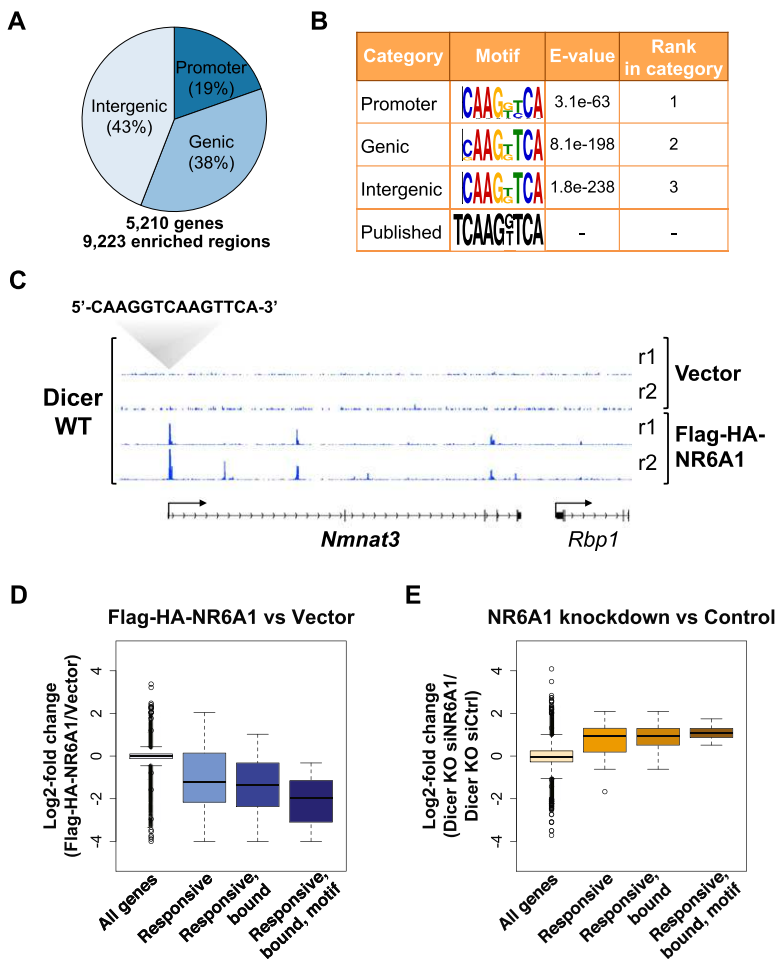 A
Promoter
(19%)
Intergenic
(43%)
Genic
(38%)
5,210 genes
9,223 enriched regions
B
Category Motif E-value Rank in category
Promoter CAAGGTCA 3.1e-63 1
Genic CAAGTTCA 8.1e-198 2
Intergenic CAAGTTCA 1.8e-238 3
Published TCAAGGTCA - -
C
5’-CAAGGTCAAGTTCA-3’
Dicer
WT
r1
r2
Vector
r1
r2
Flag-HA-
NR6A1
Nmnat3
Rbp1
D
Flag-HA-NR6A1 vs Vector
Log2-fold change
(Flag-HA-NR6A1/Vector)
4
2
0
-2
-4
All genes
Responsive
Responsive,
bound
Responsive,
bound, motif
E
NR6A1 knockdown vs Control
Log2-fold change
(Dicer KO siNR6A1/
Dicer KO siCtrl)
4
2
0
-2
-4
All genes
Responsive
Responsive,
bound
Responsive,
bound, motif